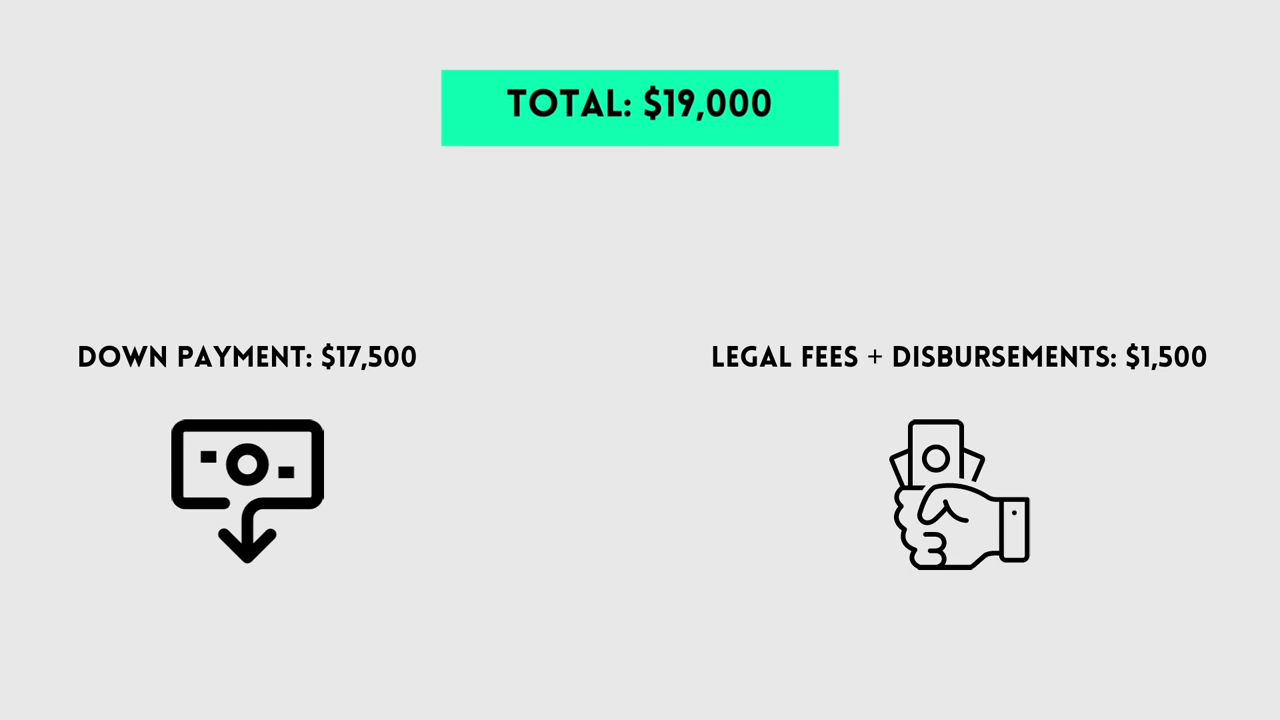 TOTAL: $19,000
DOWN PAYMENT: $17,500
LEGAL FEES + DISBURSEMENTS: $1,500